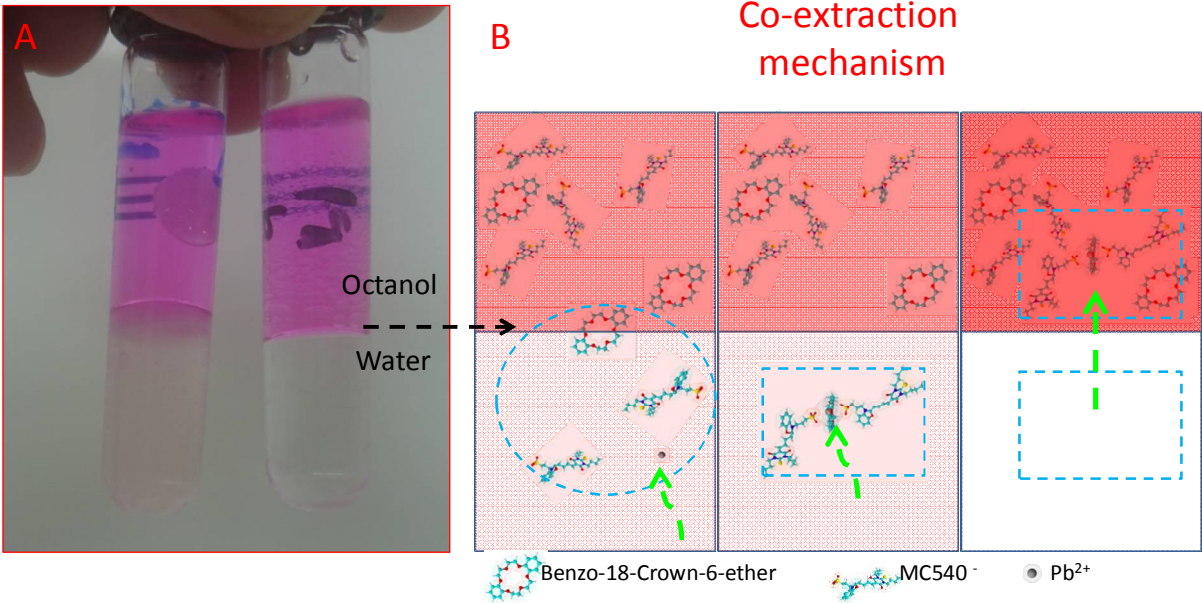 A
B
Co-extraction
mechanism
Octanol
Water
Benzo-18-Crown-6-ether
MC540 -
Pb2+